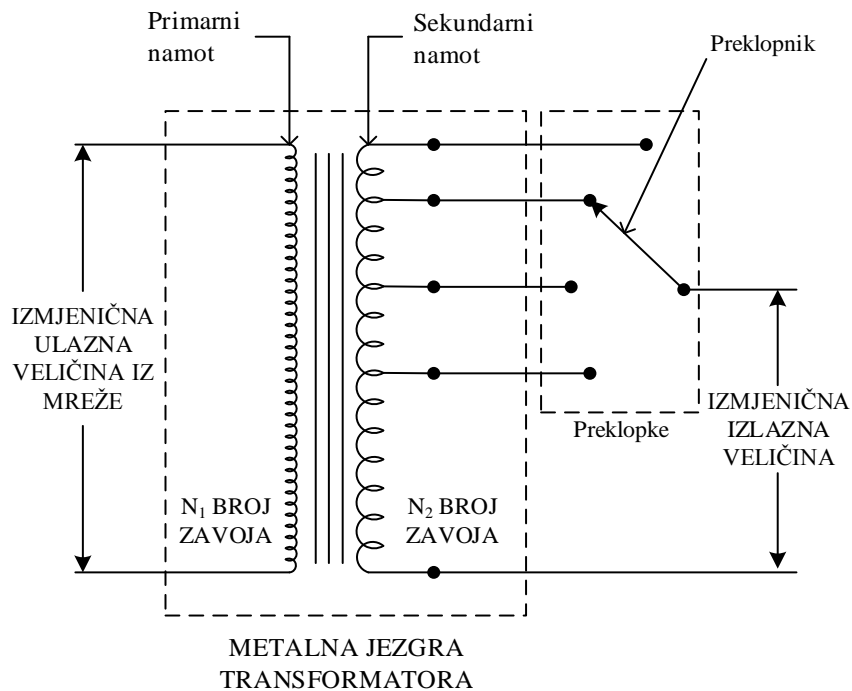 Primarni
namot
Sekundarni
namot
Preklopnik
IZMJENIČNA
ULAZNA
VELIČINA IZ
MREŽE
N₁ BROJ
ZAVOJA
N₂ BROJ
ZAVOJA
Preklopke
IZMJENIČNA
IZLAZNA
VELIČINA
METALNA JEZGRA
TRANSFORMATORA